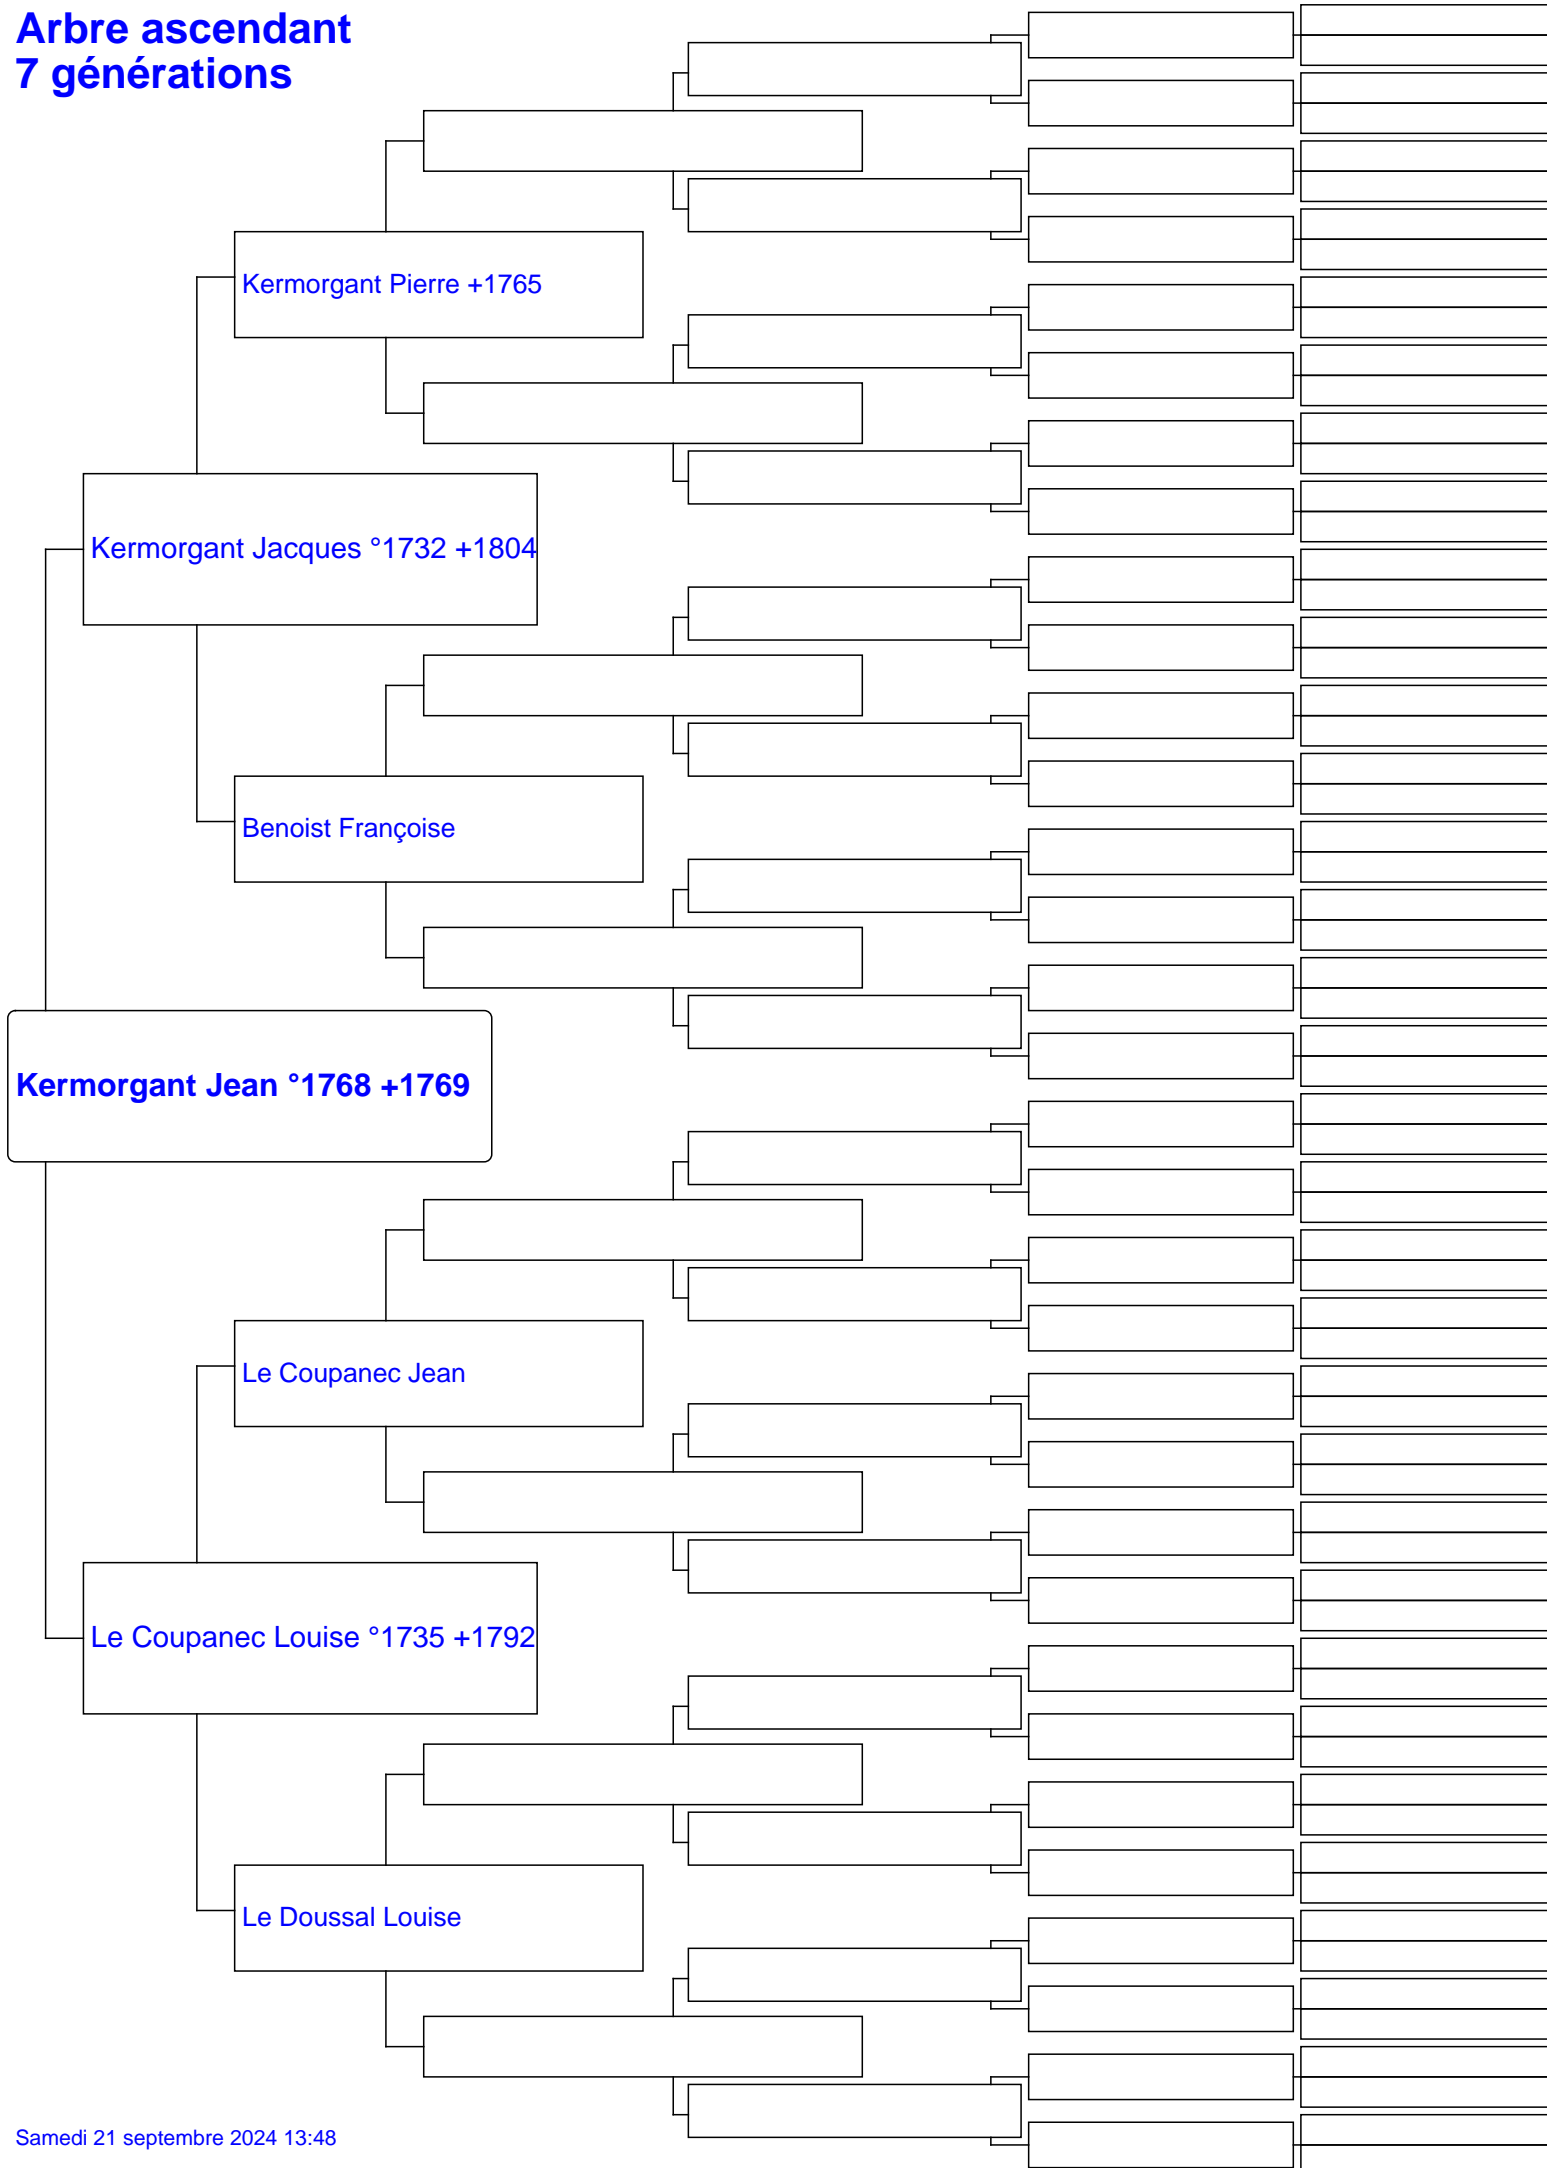 Arbre ascendant
7 générations
Kermorgant Pierre +1765
Kermorgant Jacques °1732 +1804
Benoist Françoise
Kermorgant Jean °1768 +1769
Le Coupanec Jean
Le Coupanec Louise °1735 +1792
Le Doussal Louise
Samedi 21 septembre 2024 13:48